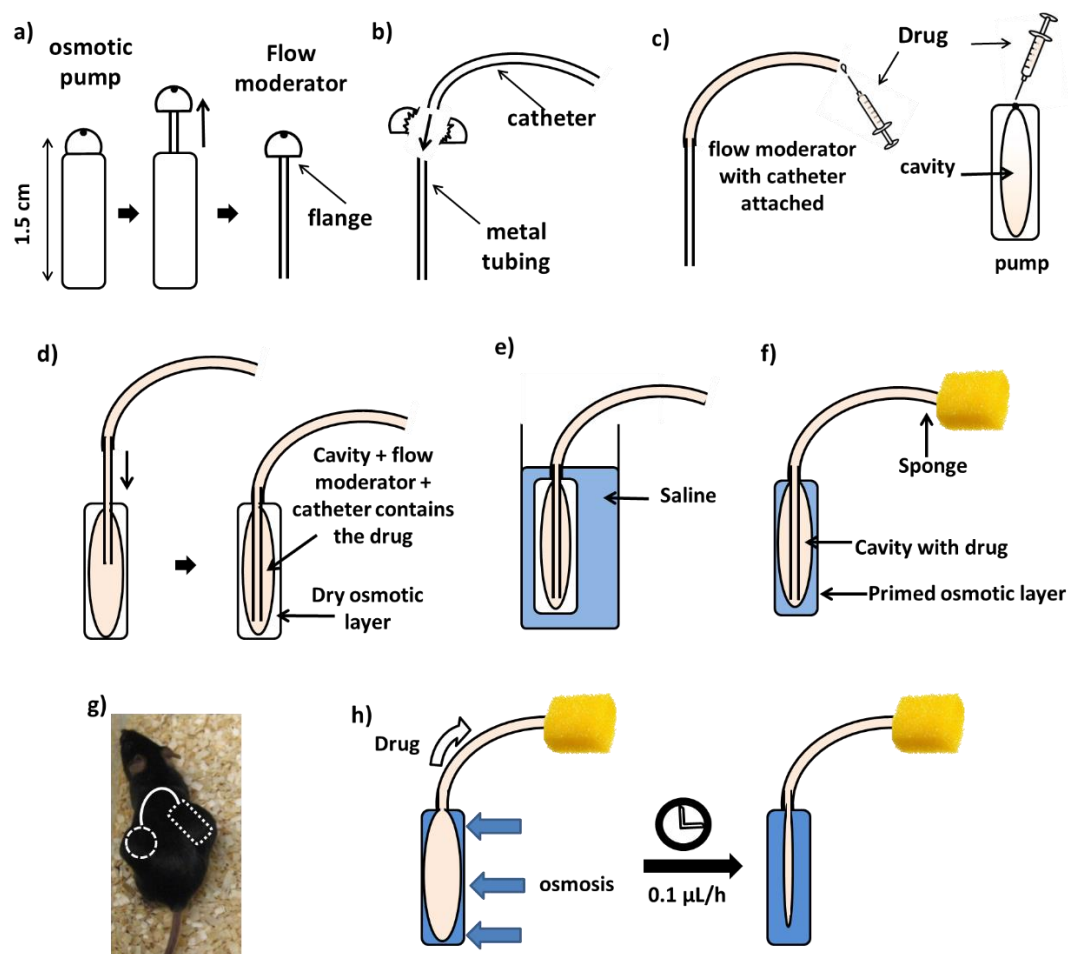 a)
osmotic
pump
Flow
moderator
1.5 cm
flange
b)
catheter
metal
tubing
c)
Drug
flow moderator
with catheter
attached
cavity
pump
d)
Cavity + flow
moderator +
catheter contains
the drug
Dry osmotic
layer
e)
Saline
f)
Sponge
Cavity with drug
Primed osmotic layer
g)
h)
Drug
osmosis
0.1 µL/h